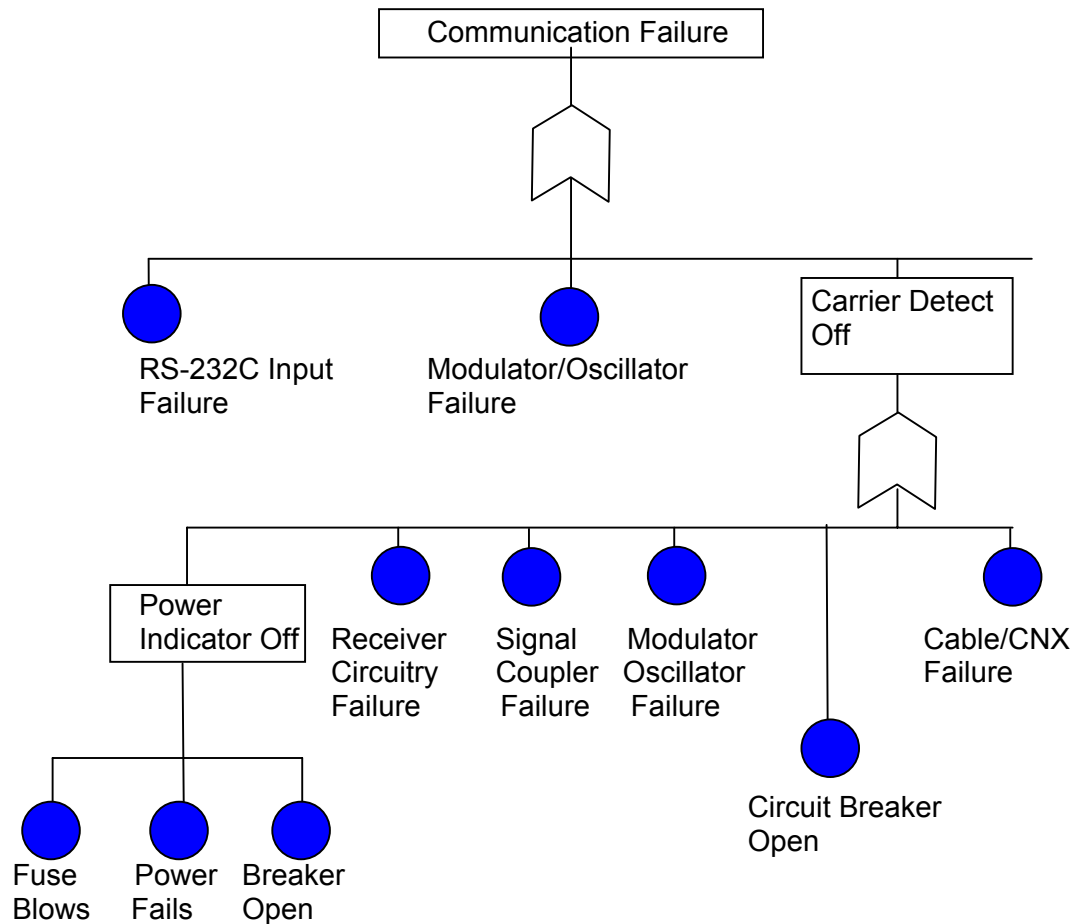 Communication Failure
Carrier Detect
Off
RS-232C Input
Failure
Modulator/Oscillator
Failure
Power
Indicator Off
Receiver
Circuitry
Failure
Signal
Coupler
Failure
Modulator
Oscillator
Failure
Cable/CNX
Failure
Circuit Breaker
Open
Fuse
Blows
Power
Fails
Breaker
Open